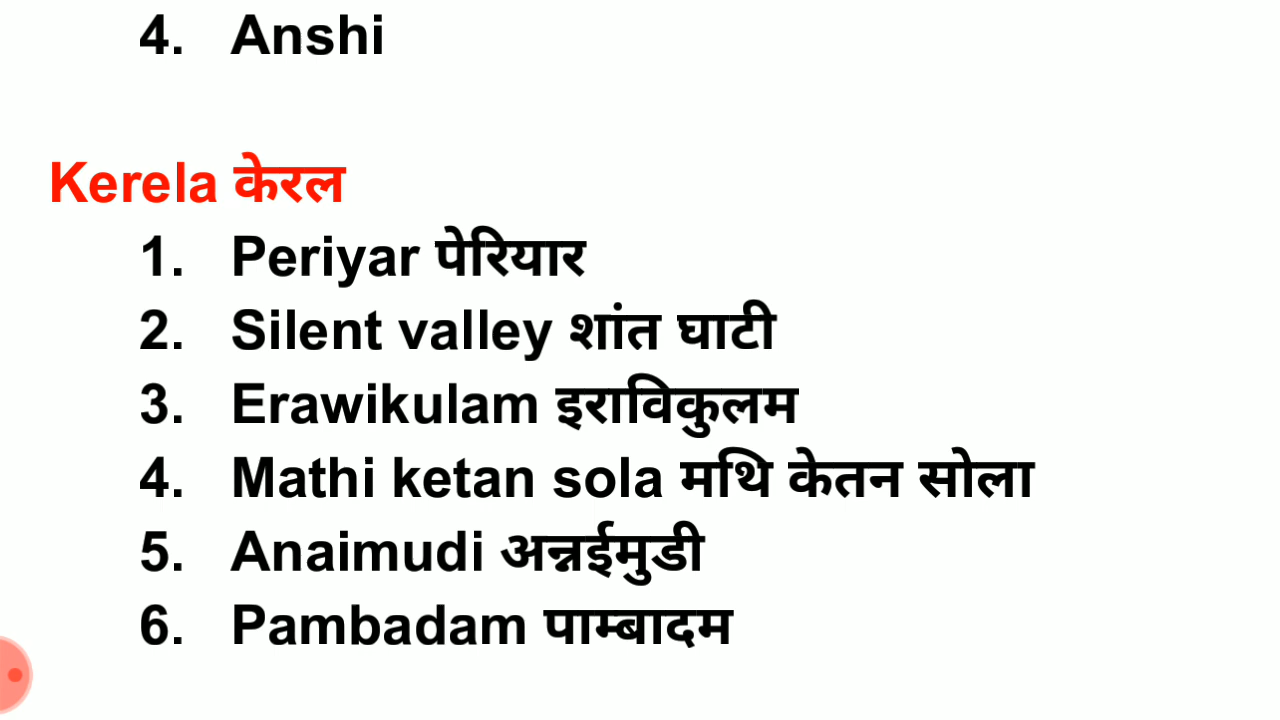 4. Anshi
Kerela केरल
1. Periyar पेरियार
2. Silent valley शांत घाटी
3. Erawikulam इराविकुलम
4. Mathi ketan sola मथि केतन सोला
5. Anaimudi अन्नईमुडी
6. Pambadam पाम्बादम